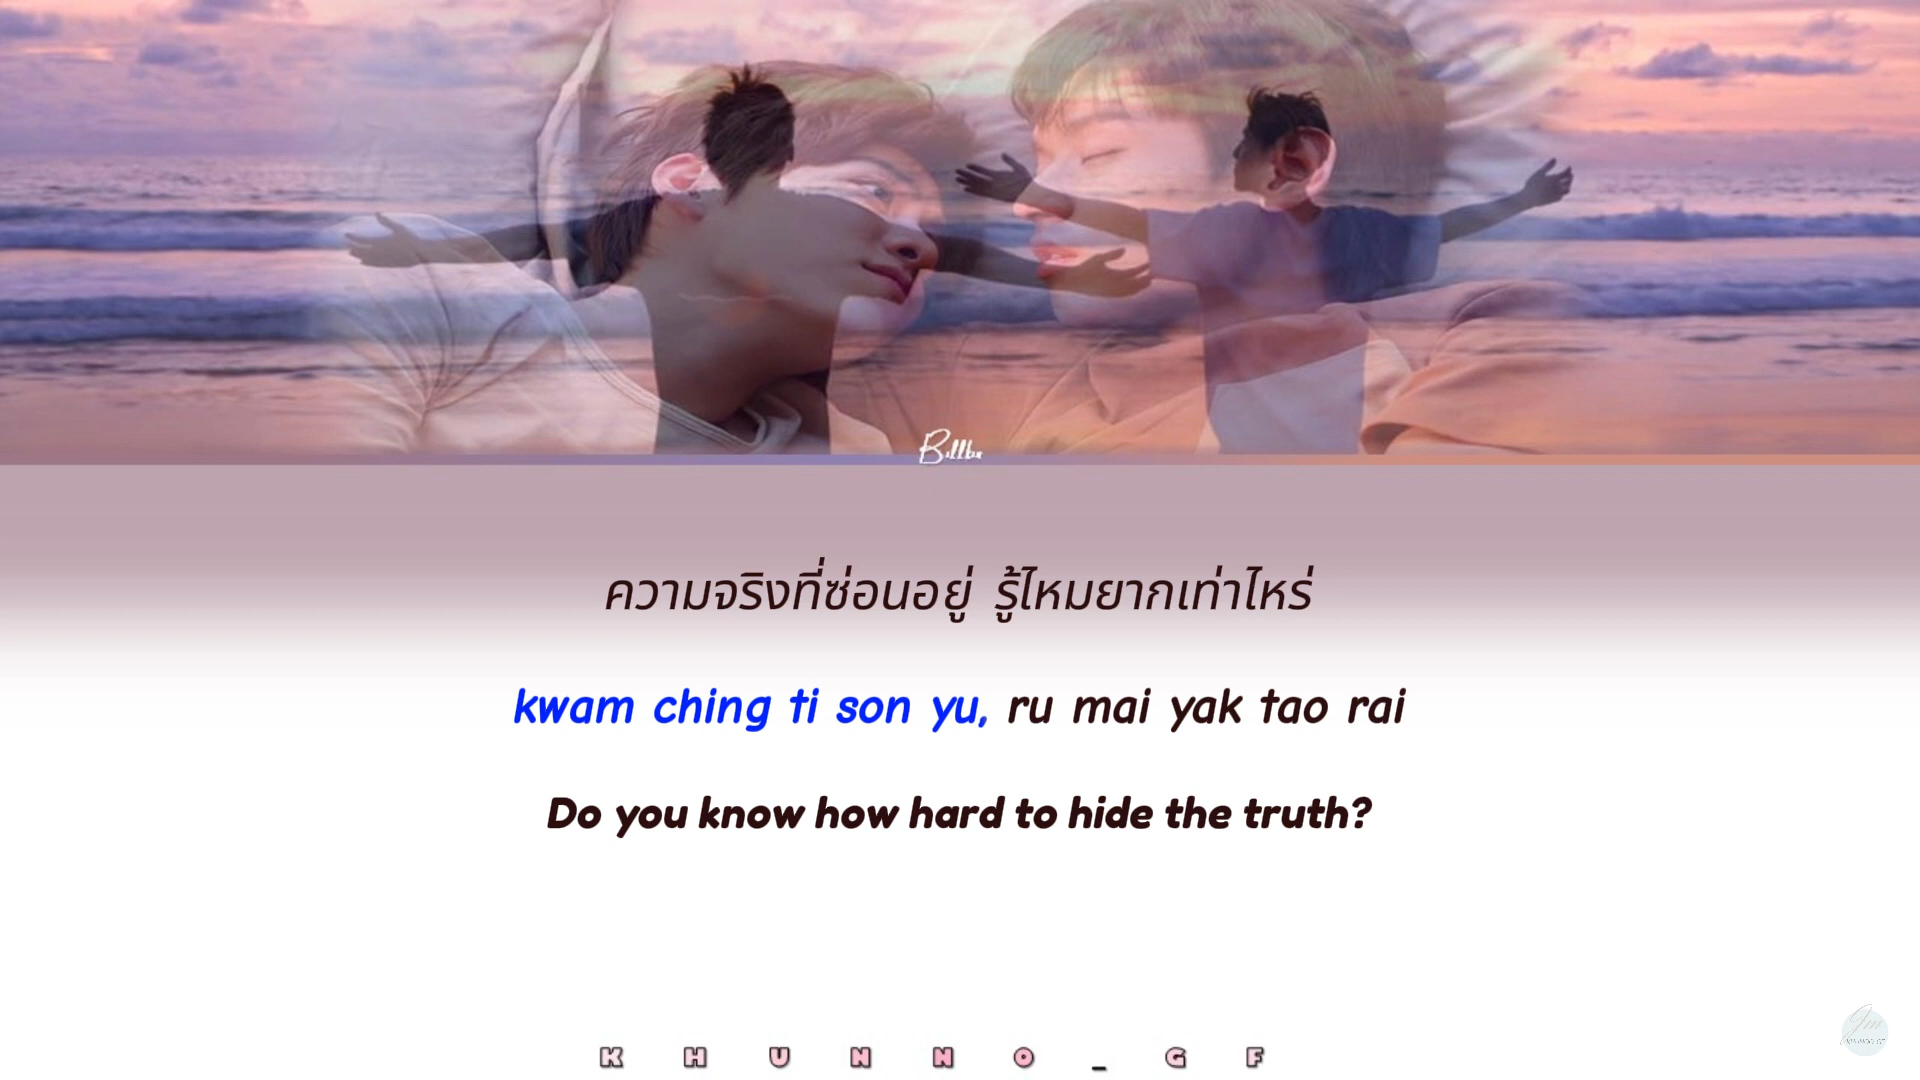 Billkin
ความจริงที่ซ่อนอยู่ รู้ไหมยากเท่าไหร่
kwam ching ti son yu, ru mai yak tao rai
Do you know how hard to hide the truth?
KHUNNO_GF